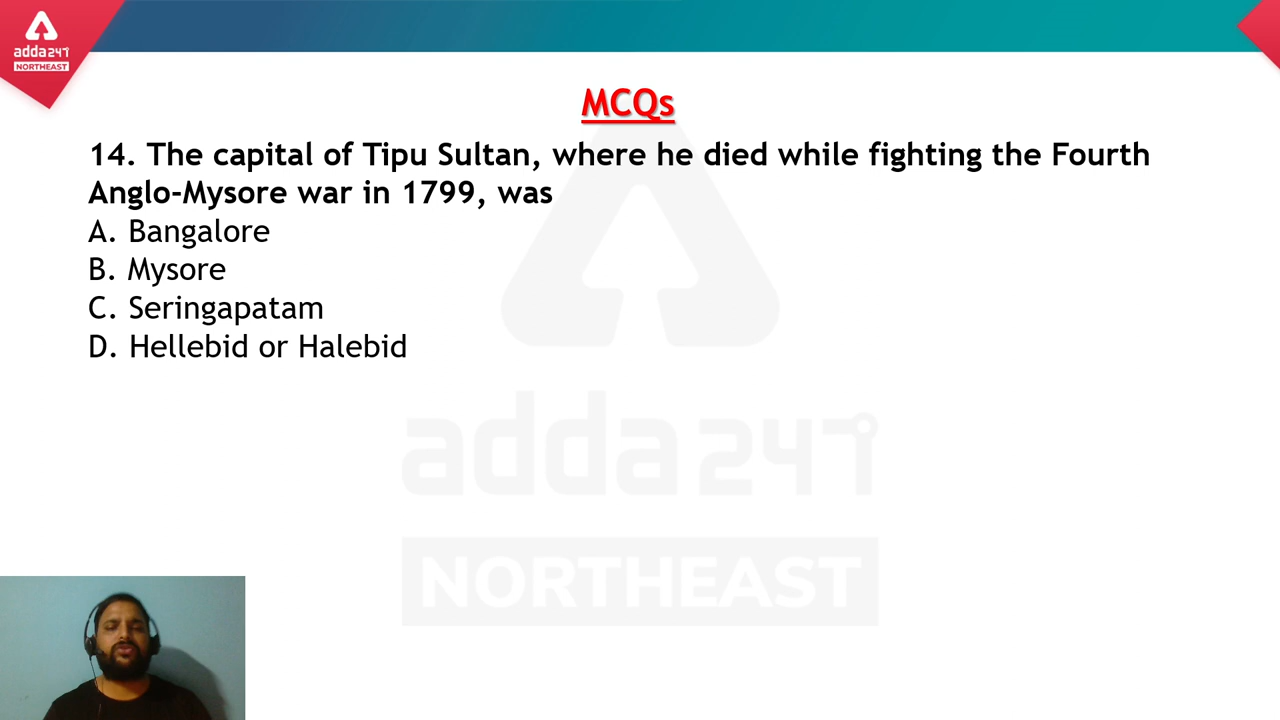 adda247
NORTHEAST
MCQs
14. The capital of Tipu Sultan, where he died while fighting the Fourth
Anglo-Mysore war in 1799, was
A. Bangalore
B. Mysore
C. Seringapatam
D. Hellebid or Halebid
adda247
NORTHEAST